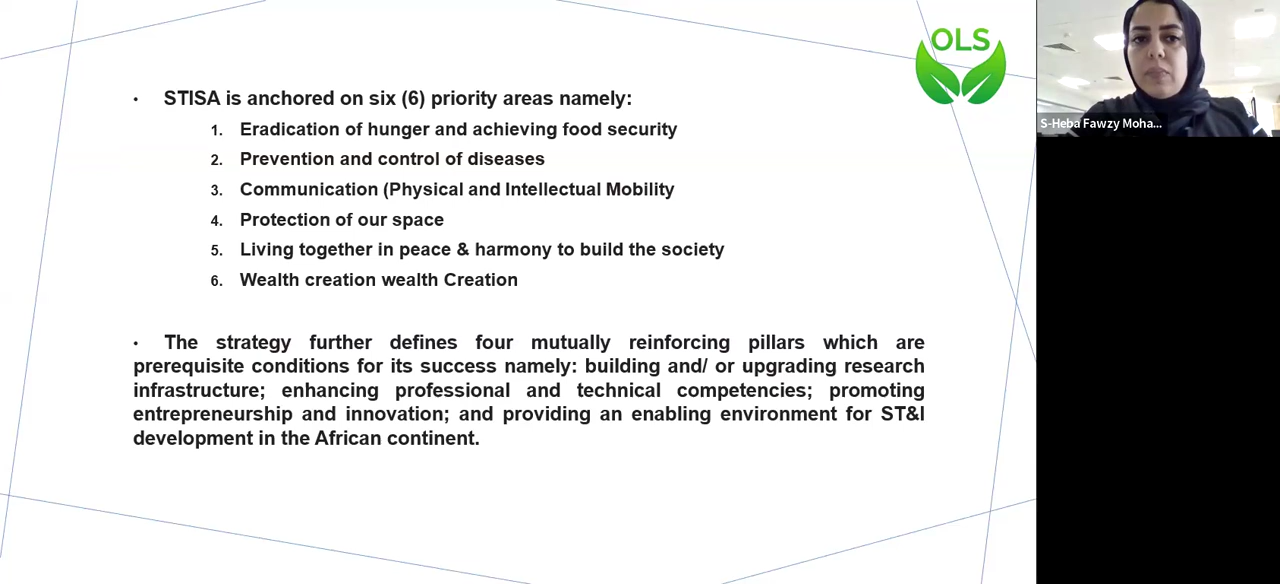 OLS
• STISA is anchored on six (6) priority areas namely:
1. Eradication of hunger and achieving food security
2. Prevention and control of diseases
3. Communication (Physical and Intellectual Mobility
4. Protection of our space
5. Living together in peace & harmony to build the society
6. Wealth creation wealth Creation
• The strategy further defines four mutually reinforcing pillars which are
prerequisite conditions for its success namely: building and/ or upgrading research
infrastructure; enhancing professional and technical competencies; promoting
entrepreneurship and innovation; and providing an enabling environment for ST&I
development in the African continent.
S-Heba Fawzy Moha...